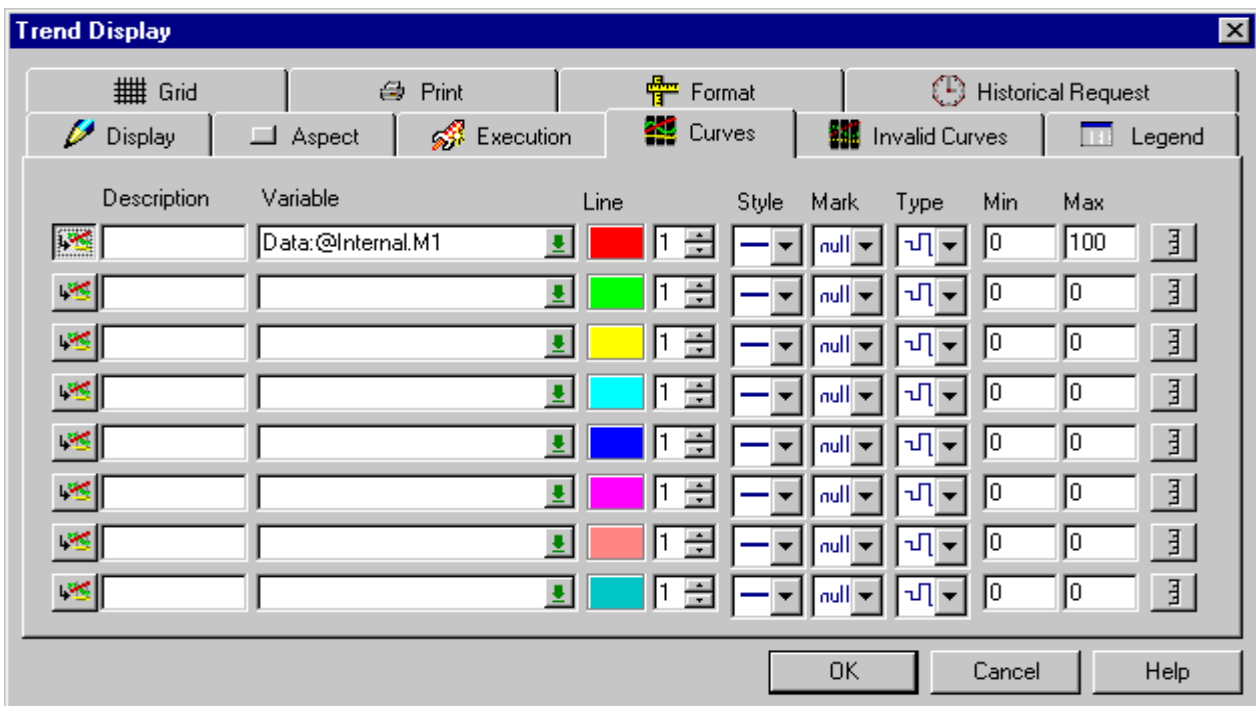 Trend Display
Grid Print Format Historical Request
Display Aspect Execution Curves Invalid Curves Legend
Description Variable Line Style Mark Type Min Max
Data:@Internal.M1 1 null 0 100
1 null 0 0
1 null 0 0
1 null 0 0
1 null 0 0
1 null 0 0
1 null 0 0
1 null 0 0
OK Cancel Help